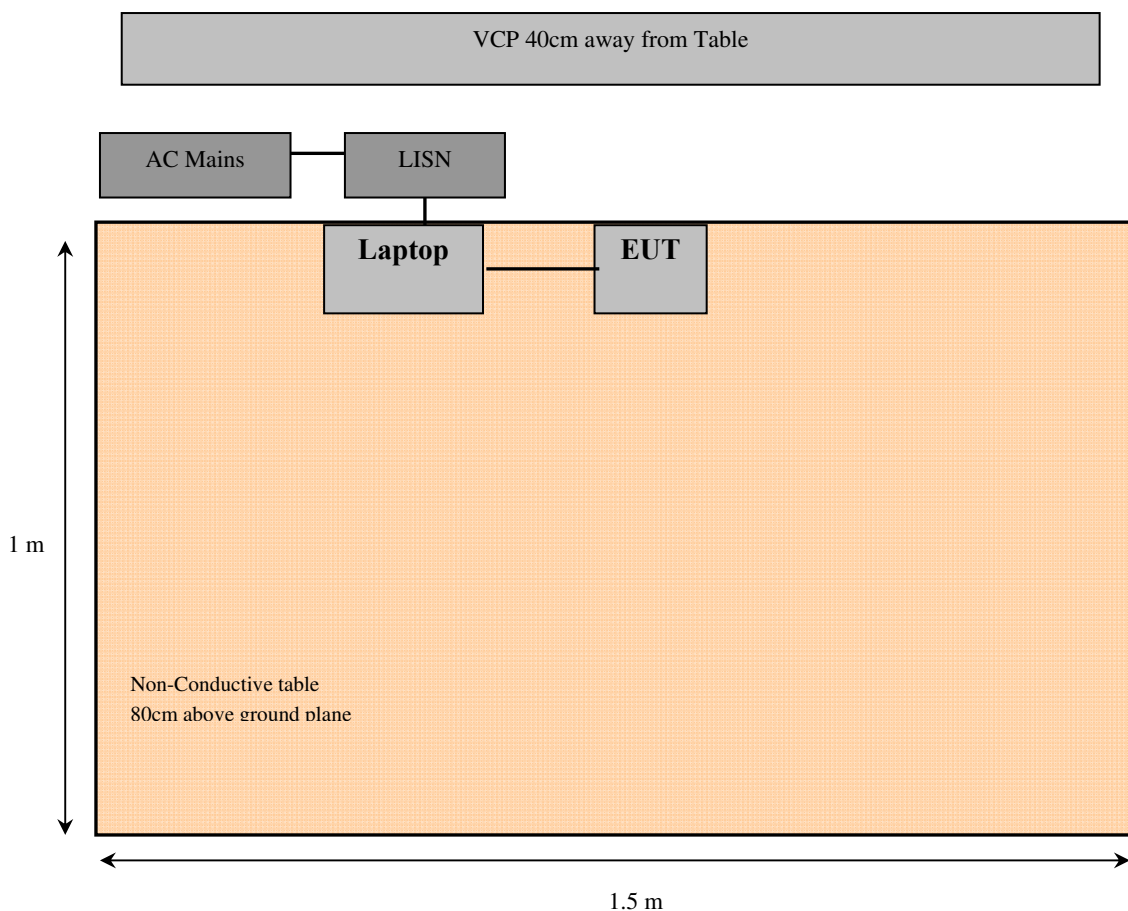 VCP 40cm away from Table
AC Mains
LISN
Laptop
EUT
1 m
Non-Conductive table
80cm above ground plane
1.5 m